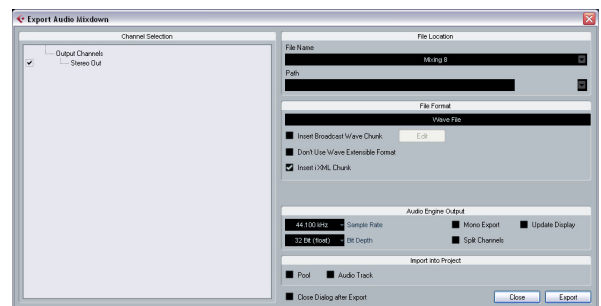 Export Audio Mixdown
Channel Selection
Output Channels
Stereo Out
File Location
File Name
Mixing 8
Path
File Format
Wave File
Insert Broadcast Wave Chunk
Edit
Don't Use Wave Extensible Format
Insert iXML Chunk
Audio Engine Output
44.100 kHz Sample Rate Mono Export Update Display
32 Bit (float) Bit Depth Split Channels
Import into Project
Pool Audio Track
Close Dialog after Export Close Export